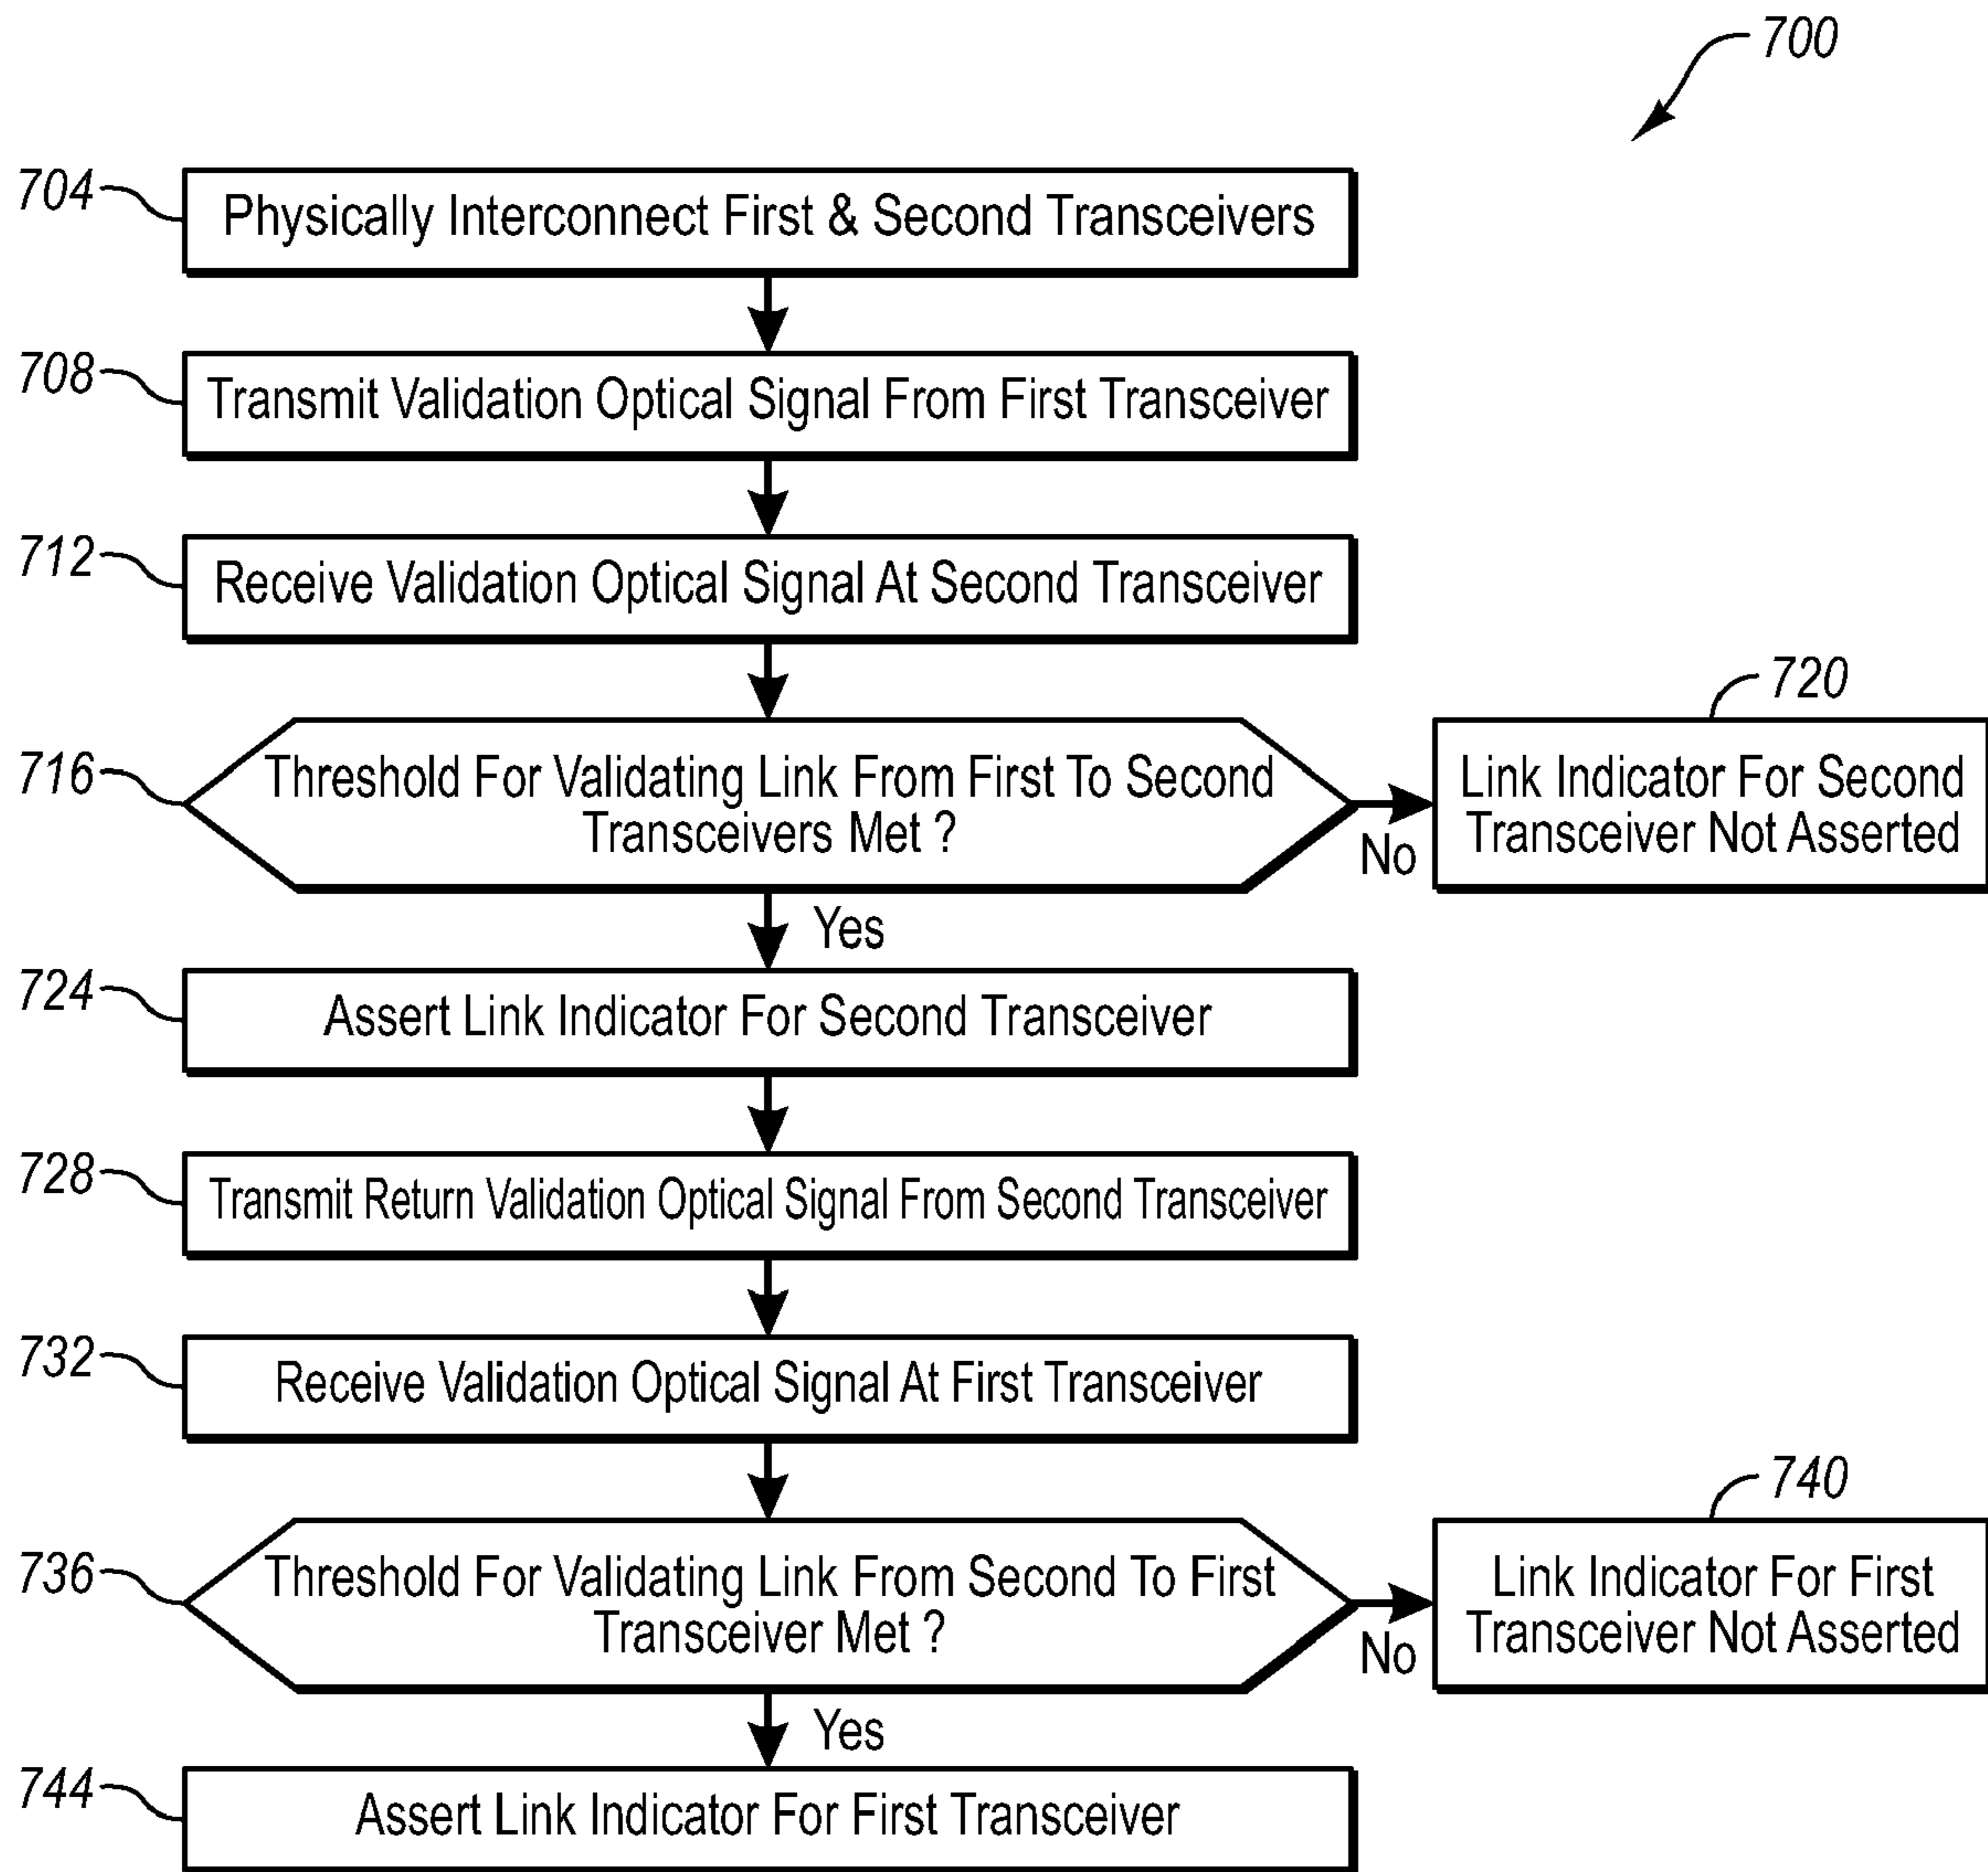 700
704
Physically Interconnect First & Second Transceivers
708
Transmit Validation Optical Signal From First Transceiver
712
Receive Validation Optical Signal At Second Transceiver
716
Threshold For Validating Link From First To Second
Transceivers Met ?
No
720
Link Indicator For Second
Transceiver Not Asserted
Yes
724
Assert Link Indicator For Second Transceiver
728
Transmit Return Validation Optical Signal From Second Transceiver
732
Receive Validation Optical Signal At First Transceiver
736
Threshold For Validating Link From Second To First
Transceiver Met ?
No
740
Link Indicator For First
Transceiver Not Asserted
Yes
744
Assert Link Indicator For First Transceiver